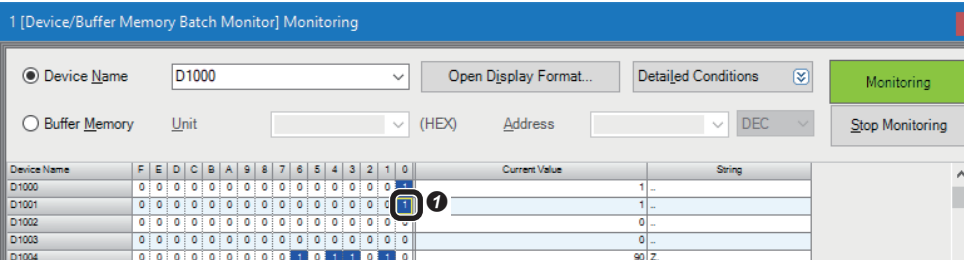 1 [Device/Buffer Memory Batch Monitor] Monitoring
Device Name D1000 Open Display Format... Detailed Conditions Monitoring
Buffer Memory Unit (HEX) Address DEC Stop Monitoring
Device Name F E D C B A 9 8 7 6 5 4 3 2 1 0 Current Value String
D1000 0 0 0 0 0 0 0 0 0 0 0 0 0 0 0 1 1 ..
D1001 0 0 0 0 0 0 0 0 0 0 0 0 0 0 0 1 1 ..
1
D1002 0 0 0 0 0 0 0 0 0 0 0 0 0 0 0 0 0 ..
D1003 0 0 0 0 0 0 0 0 0 0 0 0 0 0 0 0 0 ..
D1004 0 0 0 0 0 0 0 0 0 1 0 1 1 0 1 0 90 Z.